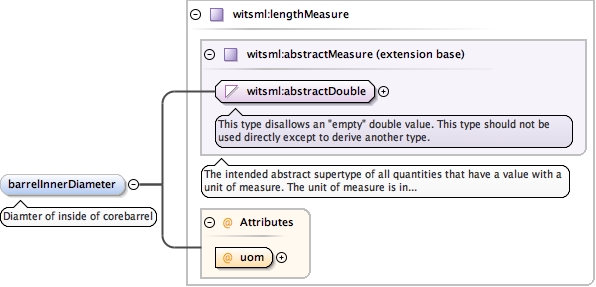 witsml:lengthMeasure
witsml:abstractMeasure (extension base)
witsml:abstractDouble
This type disallows an "empty" double value. This type should not be
used directly except to derive another type.
The intended abstract supertype of all quantities that have a value with a
unit of measure. The unit of measure is in...
barrelInnerDiameter
Diamter of inside of corebarrel
@ Attributes
@ uom